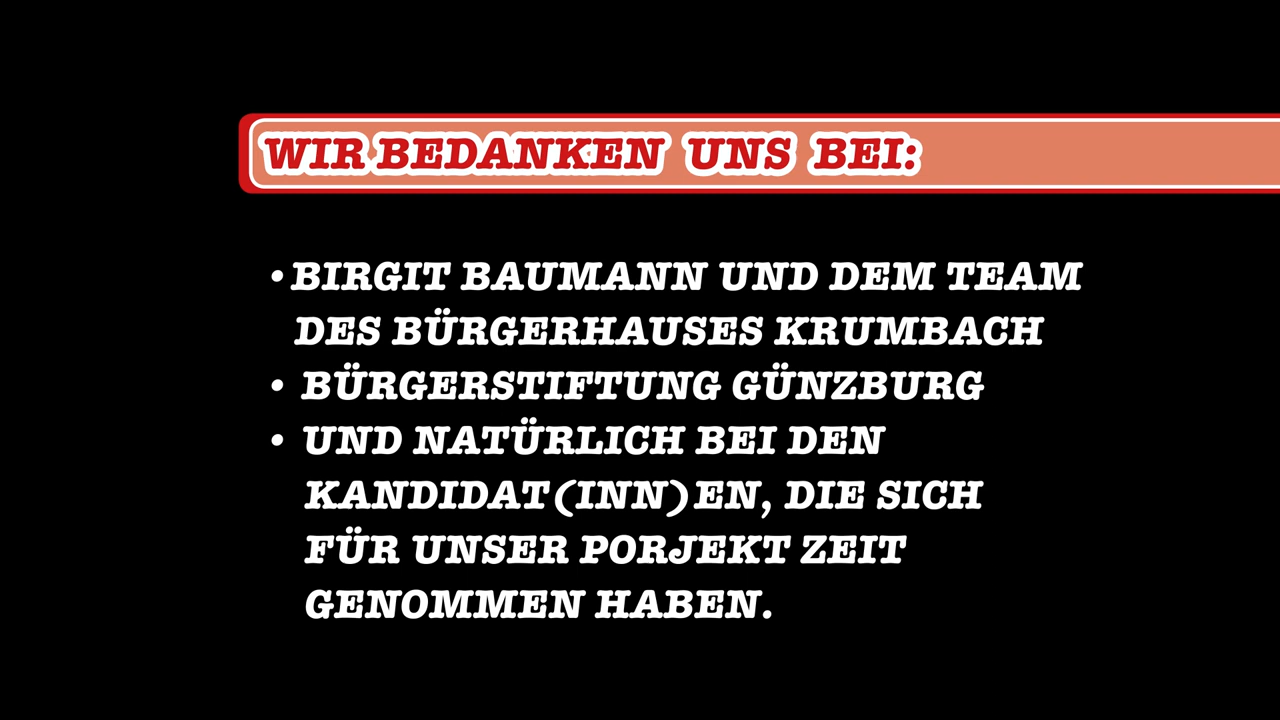 WIR BEDANKEN UNS BEI:
• BIRGIT BAUMANN UND DEM TEAM
DES BÜRGERHAUSES KRUMBACH
• BÜRGERSTIFTUNG GÜNZBURG
• UND NATÜRLICH BEI DEN
KANDIDAT(INN)EN, DIE SICH
FÜR UNSER PORJEKT ZEIT
GENOMMEN HABEN.